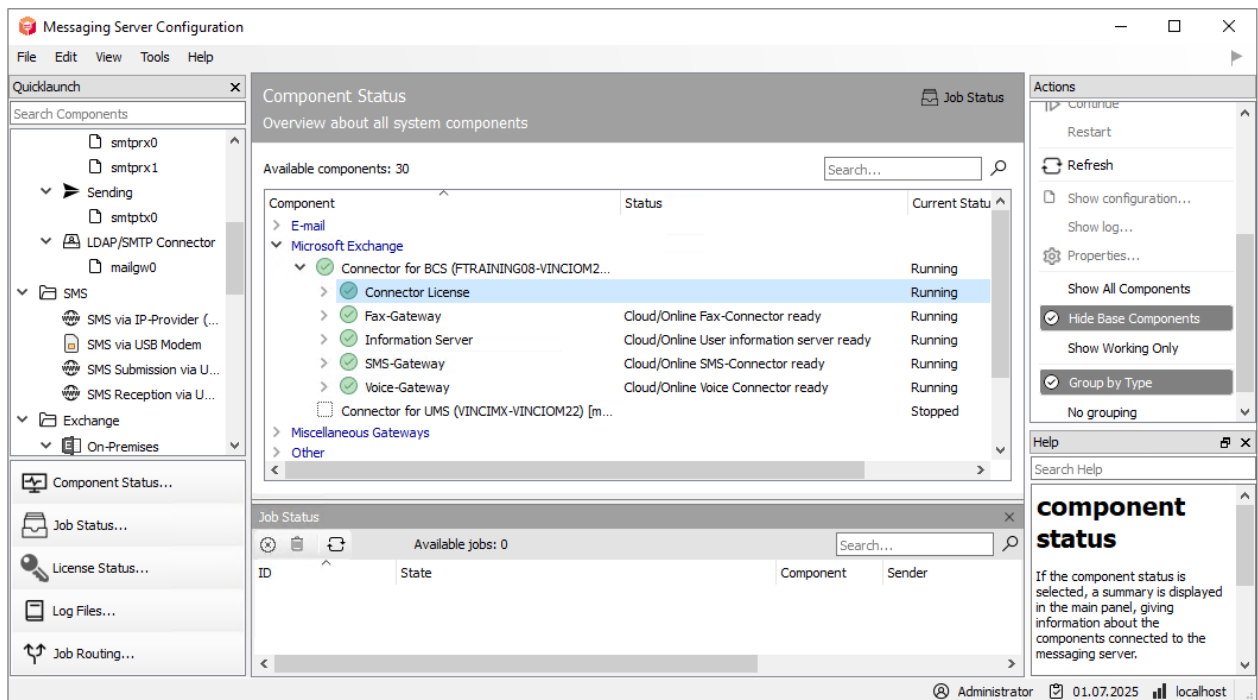 Messaging Server Configuration
File Edit View Tools Help
Quicklaunch
Search Components
smtprx0
smtprx1
Sending
smtptx0
LDAP/SMTP Connector
mailgw0
SMS
SMS via IP-Provider (...
SMS via USB Modem
SMS Submission via U...
SMS Reception via U...
Exchange
On-Premises
Component Status...
Job Status...
License Status...
Log Files...
Job Routing...
Component Status
Job Status
Overview about all system components
Available components: 30
Search...
Component Status Current Statu
E-mail
Microsoft Exchange
Connector for BCS (FTRAINING08-VINCIOM2... Running
Connector License Running
Fax-Gateway Cloud/Online Fax-Connector ready Running
Information Server Cloud/Online User information server ready Running
SMS-Gateway Cloud/Online SMS-Connector ready Running
Voice-Gateway Cloud/Online Voice Connector ready Running
Connector for UMS (VINCIMX-VINCIOM22) [m... Stopped
Miscellaneous Gateways
Other
Job Status
Available jobs: 0
Search...
ID State Component Sender
Actions
Continue
Restart
Refresh
Show configuration...
Show log...
Properties...
Show All Components
Hide Base Components
Show Working Only
Group by Type
No grouping
Help
Search Help
component
status
If the component status is
selected, a summary is displayed
in the main panel, giving
information about the
components connected to the
messaging server.
Administrator 01.07.2025 localhost